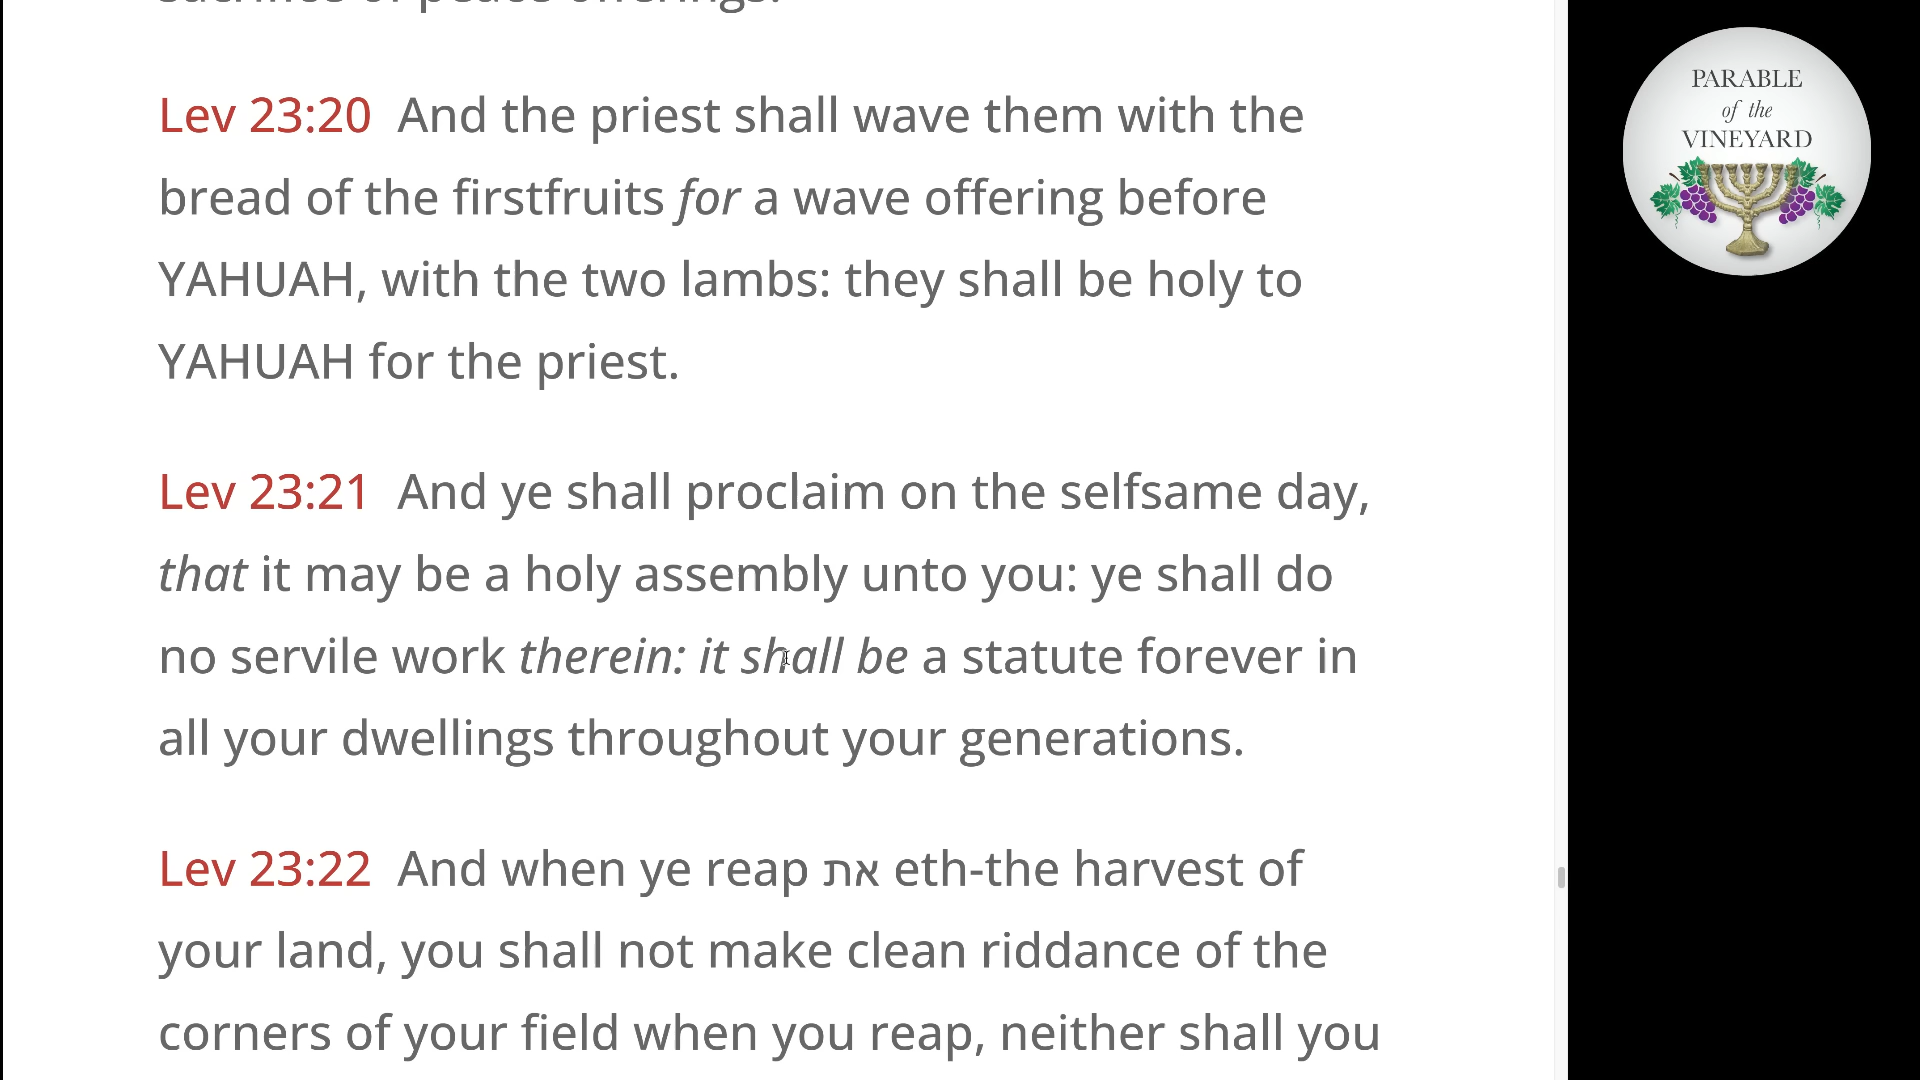 sacrifice of peace offerings.
Lev 23:20 And the priest shall wave them with the
bread of the firstfruits for a wave offering before
YAHUAH, with the two lambs: they shall be holy to
YAHUAH for the priest.
Lev 23:21 And ye shall proclaim on the selfsame day,
that it may be a holy assembly unto you: ye shall do
no servile work therein: it shall be a statute forever in
all your dwellings throughout your generations.
Lev 23:22 And when ye reap את eth-the harvest of
your land, you shall not make clean riddance of the
corners of your field when you reap, neither shall you
PARABLE
of the
VINEYARD